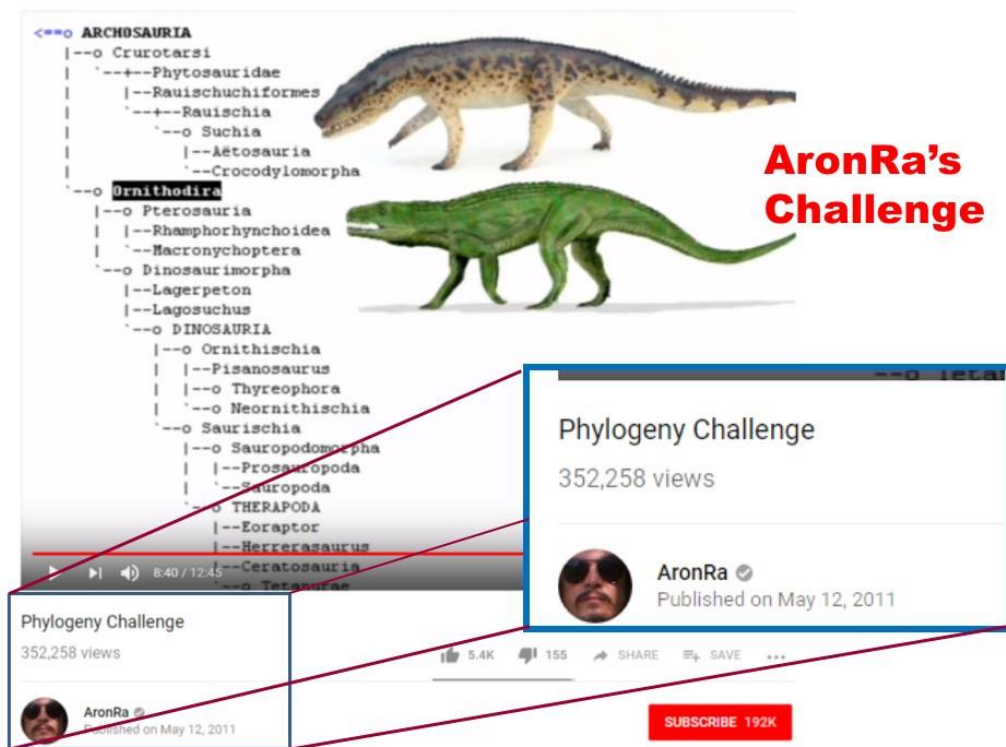 <==o ARCHOSAURIA
|--o Crurotarsi
| `--+--Phytosauridae
| |--Rauischuchiformes
| `--+--Rauischia
| `--o Suchia
| |--Aëtosauria
| `--Crocodylomorpha
`--o Ornithodira
|--o Pterosauria
| |--Rhamphorhynchoidea
| `--Macronychoptera
`--o Dinosaurimorpha
|--Lagerpeton
|--Lagosuchus
`--o DINOSAURIA
|--o Ornithischia
| |--Pisanosaurus
| |--o Thyreophora
| `--o Neornithischia
`--o Saurischia
|--o Sauropodomorpha
| |--Prosauropoda
| `--Sauropoda
`--o THERAPODA
|--Eoraptor
|--Herrerasaurus
|--Ceratosauria
`--o Tetanurae
AronRa's
Challenge
8:40 / 12:45
Phylogeny Challenge
352,258 views
5.4K 155 SHARE SAVE
AronRa
Published on May 12, 2011
SUBSCRIBE 192K
--o Tetan
Phylogeny Challenge
352,258 views
AronRa
Published on May 12, 2011